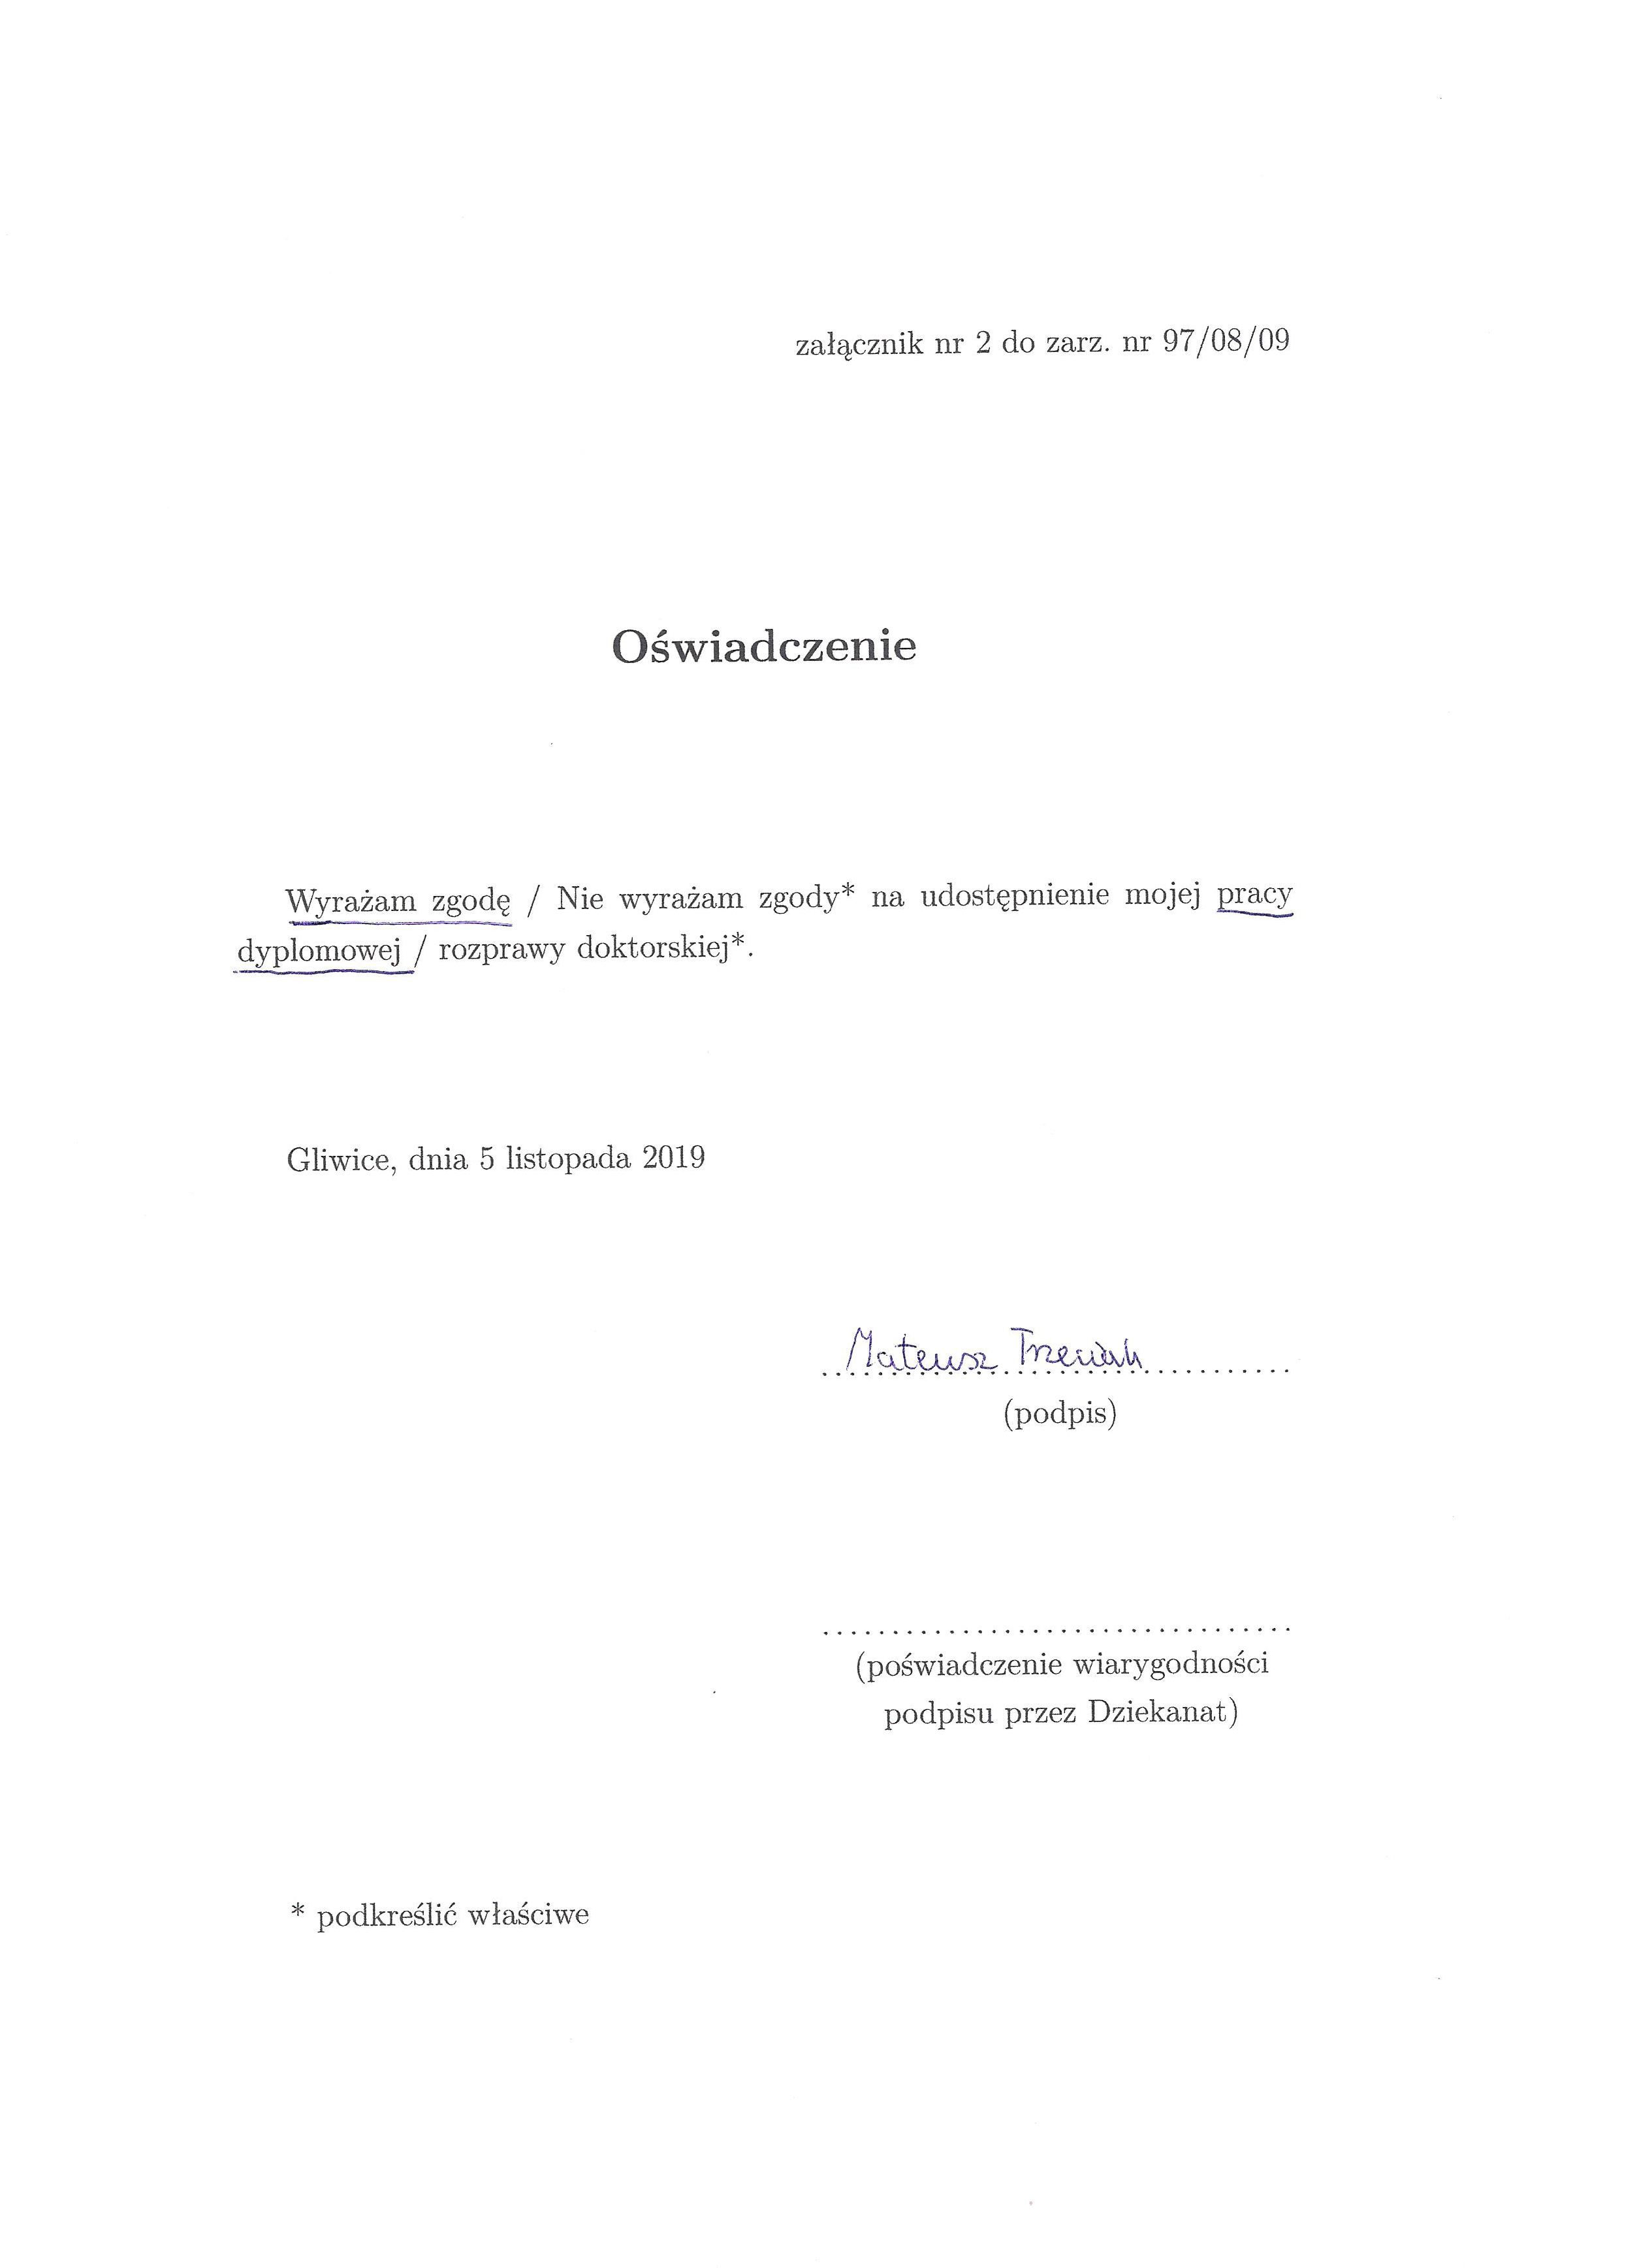 załącznik nr 2 do zarz. nr 97/08/09
Oświadczenie
Wyrażam zgodę / Nie wyrażam zgody* na udostępnienie mojej pracy
dyplomowej / rozprawy doktorskiej*.
Gliwice, dnia 5 listopada 2019
Mateusz
(podpis)
(poświadczenie wiarygodności
podpisu przez Dziekanat)
* podkreślić właściwe